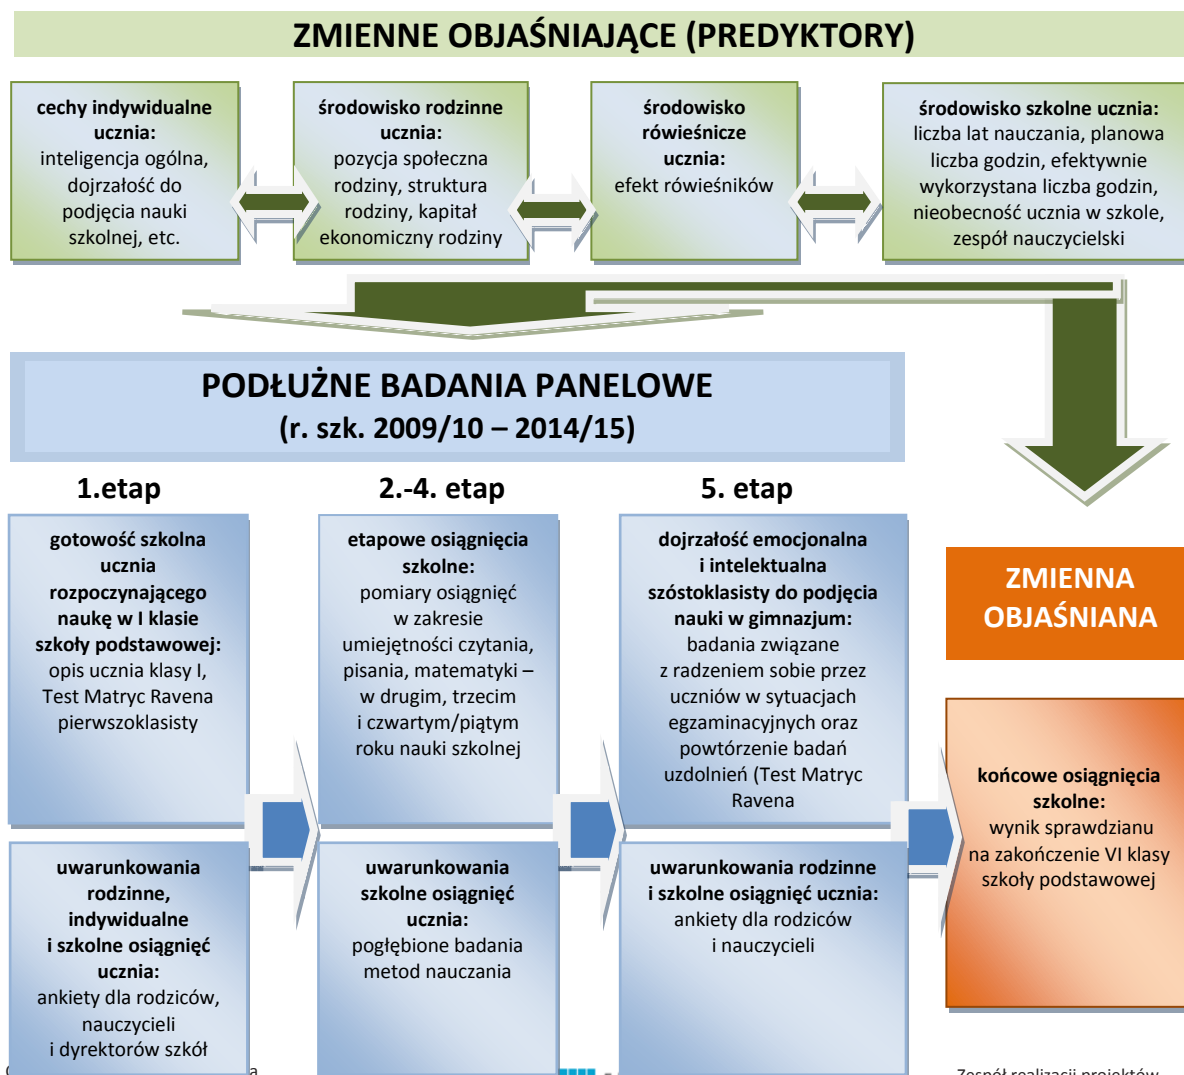 ZMIENNE OBJAŚNIAJĄCE (PREDYKTORY)
cechy indywidualne
ucznia:
inteligencja ogólna,
dojrzałość do
podjęcia nauki
szkolnej, etc.
środowisko rodzinne
ucznia:
pozycja społeczna
rodziny, struktura
rodziny, kapitał
ekonomiczny rodziny
środowisko
rówieśnicze
ucznia:
efekt rówieśników
środowisko szkolne ucznia:
liczba lat nauczania, planowa
liczba godzin, efektywnie
wykorzystana liczba godzin,
nieobecność ucznia w szkole,
zespół nauczycielski
PODŁUŻNE BADANIA PANELOWE
(r. szk. 2009/10 – 2014/15)
1.etap
gotowość szkolna
ucznia
rozpoczynającego
naukę w I klasie
szkoły podstawowej:
opis ucznia klasy I,
Test Matryc Ravena
pierwszoklasisty
uwarunkowania
rodzinne,
indywidualne
i szkolne osiągnięć
ucznia:
ankiety dla rodziców,
nauczycieli
i dyrektorów szkół
2.-4. etap
etapowe osiągnięcia
szkolne:
pomiary osiągnięć
w zakresie
umiejętności czytania,
pisania, matematyki –
w drugim, trzecim
i czwartym/piątym
roku nauki szkolnej
uwarunkowania
szkolne osiągnięć
ucznia:
pogłębione badania
metod nauczania
5. etap
dojrzałość emocjonalna
i intelektualna
szóstoklasisty do podjęcia
nauki w gimnazjum:
badania związane
z radzeniem sobie przez
uczniów w sytuacjach
egzaminacyjnych oraz
powtórzenie badań
uzdolnień (Test Matryc
Ravena
uwarunkowania rodzinne
i szkolne osiągnięć ucznia:
ankiety dla rodziców
i nauczycieli
ZMIENNA
OBJAŚNIANA
końcowe osiągnięcia
szkolne:
wynik sprawdzianu
na zakończenie VI klasy
szkoły podstawowej
Zespół realizacji projektów